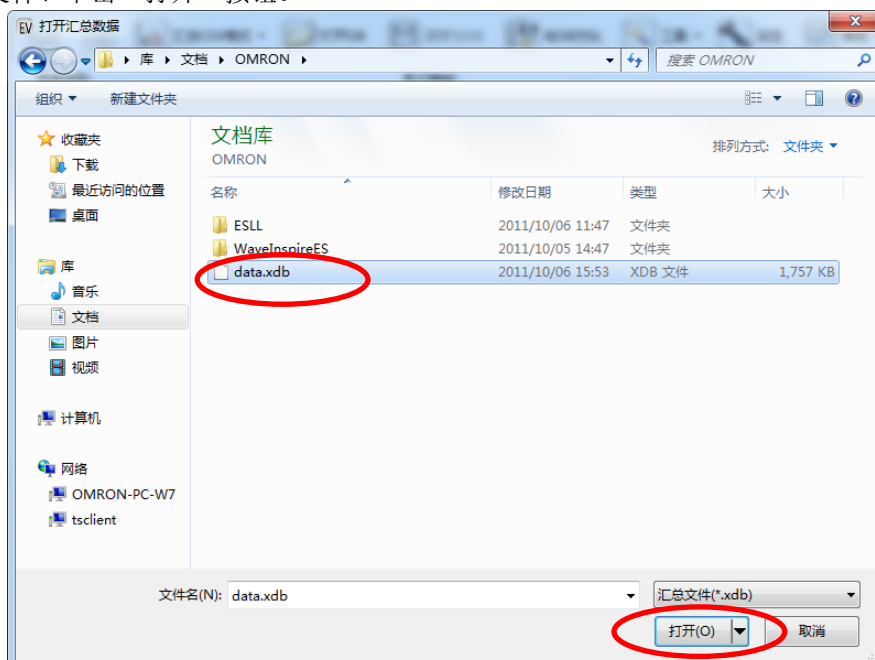 打开汇总数据
库 文档 OMRON
搜索 OMRON
组织 新建文件夹
收藏夹
下载
最近访问的位置
桌面
库
音乐
文档
图片
视频
计算机
网络
OMRON-PC-W7
tsclient
文档库
OMRON
排列方式: 文件夹
名称 修改日期 类型 大小
ESLL 2011/10/06 11:47 文件夹
WaveInspireES 2011/10/05 14:47 文件夹
data.xdb 2011/10/06 15:53 XDB 文件 1,757 KB
文件名(N): data.xdb 汇总文件(*.xdb)
打开(O) 取消